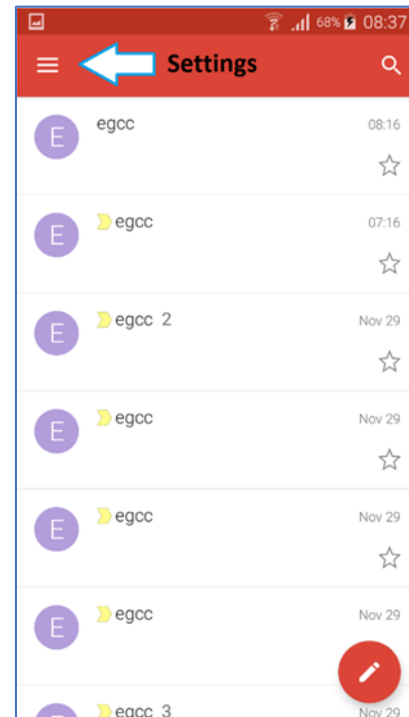 68% 08:37
Settings
E egcc 08:16
E egcc 07:16
E egcc 2 Nov 29
E egcc Nov 29
E egcc Nov 29
E egcc Nov 29
egcc 3 Nov 29